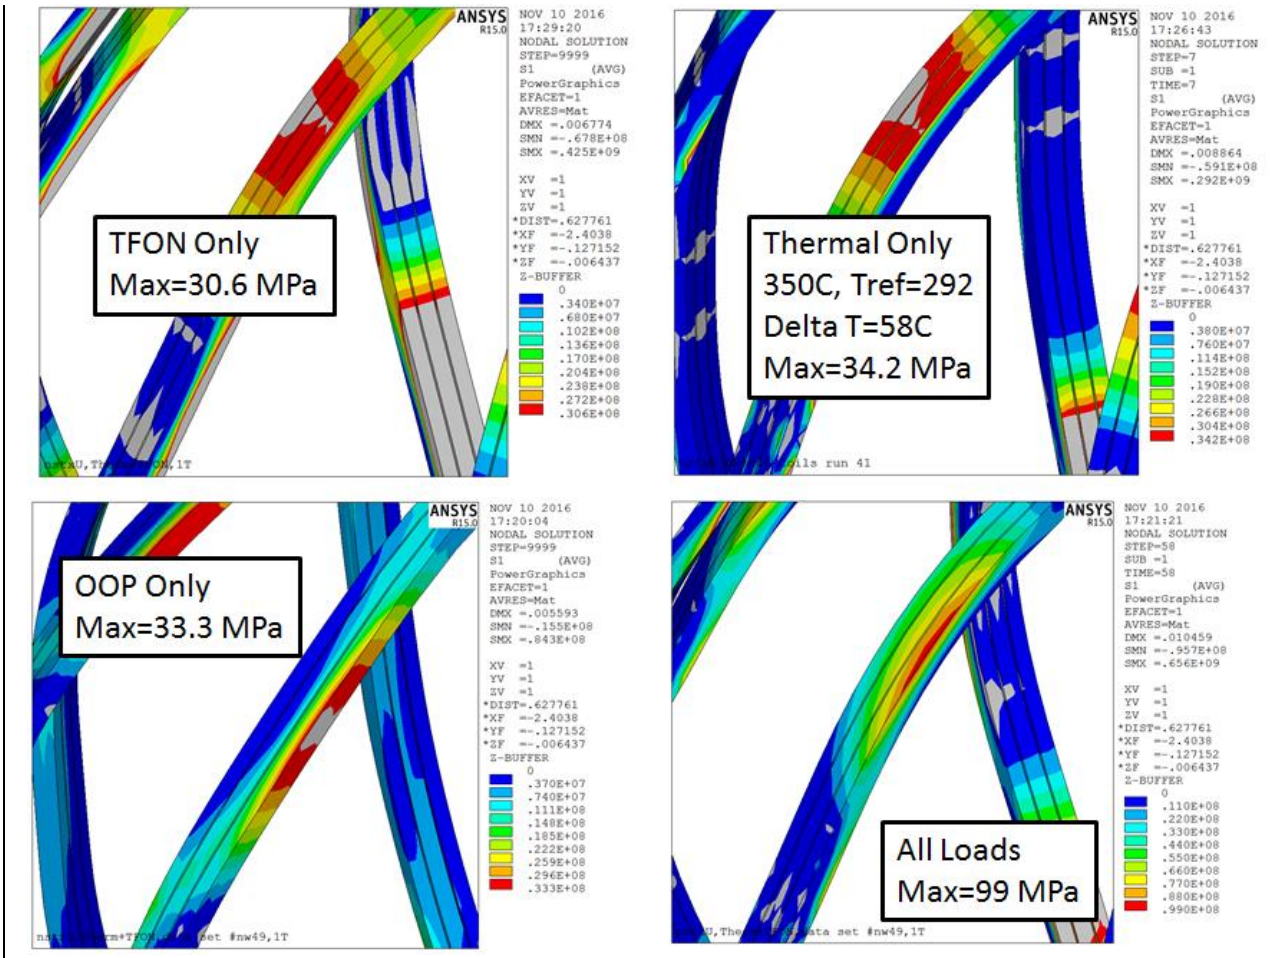 ANSYS
R15.0
NOV 10 2016
17:29:20
NODAL SOLUTION
STEP=9999
S1 (AVG)
PowerGraphics
EFACET=1
AVRES=Mat
DMX =.006774
SMN =-.678E+08
SMX =.425E+09
XV =1
YV =1
ZV =1
*DIST=.627761
*XF =-2.4038
*YF =-.127152
*ZF =-.006437
Z-BUFFER
0
.340E+07
.680E+07
.102E+08
.136E+08
.170E+08
.204E+08
.238E+08
.272E+08
.306E+08
TFON Only
Max=30.6 MPa
ANSYS
R15.0
NOV 10 2016
17:26:43
NODAL SOLUTION
STEP=7
SUB =1
TIME=7
S1 (AVG)
PowerGraphics
EFACET=1
AVRES=Mat
DMX =.008864
SMN =-.591E+08
SMX =.292E+09
XV =1
YV =1
ZV =1
*DIST=.627761
*XF =-2.4038
*YF =-.127152
*ZF =-.006437
Z-BUFFER
0
.380E+07
.760E+07
.114E+08
.152E+08
.190E+08
.228E+08
.266E+08
.304E+08
.342E+08
Thermal Only
350C, Tref=292
Delta T=58C
Max=34.2 MPa
oils run 41
ANSYS
R15.0
NOV 10 2016
17:20:04
NODAL SOLUTION
STEP=9999
S1 (AVG)
PowerGraphics
EFACET=1
AVRES=Mat
DMX =.005593
SMN =-.155E+08
SMX =.843E+08
XV =1
YV =1
ZV =1
*DIST=.627761
*XF =-2.4038
*YF =-.127152
*ZF =-.006437
Z-BUFFER
0
.370E+07
.740E+07
.111E+08
.148E+08
.185E+08
.222E+08
.259E+08
.296E+08
.333E+08
OOP Only
Max=33.3 MPa
set #nw49,1T
ANSYS
R15.0
NOV 10 2016
17:21:21
NODAL SOLUTION
STEP=58
SUB =1
TIME=58
S1 (AVG)
PowerGraphics
EFACET=1
AVRES=Mat
DMX =.010459
SMN =-.957E+08
SMX =.656E+09
XV =1
YV =1
ZV =1
*DIST=.627761
*XF =-2.4038
*YF =-.127152
*ZF =-.006437
Z-BUFFER
0
.110E+08
.220E+08
.330E+08
.440E+08
.550E+08
.660E+08
.770E+08
.880E+08
.990E+08
All Loads
Max=99 MPa
set #nw49,1T